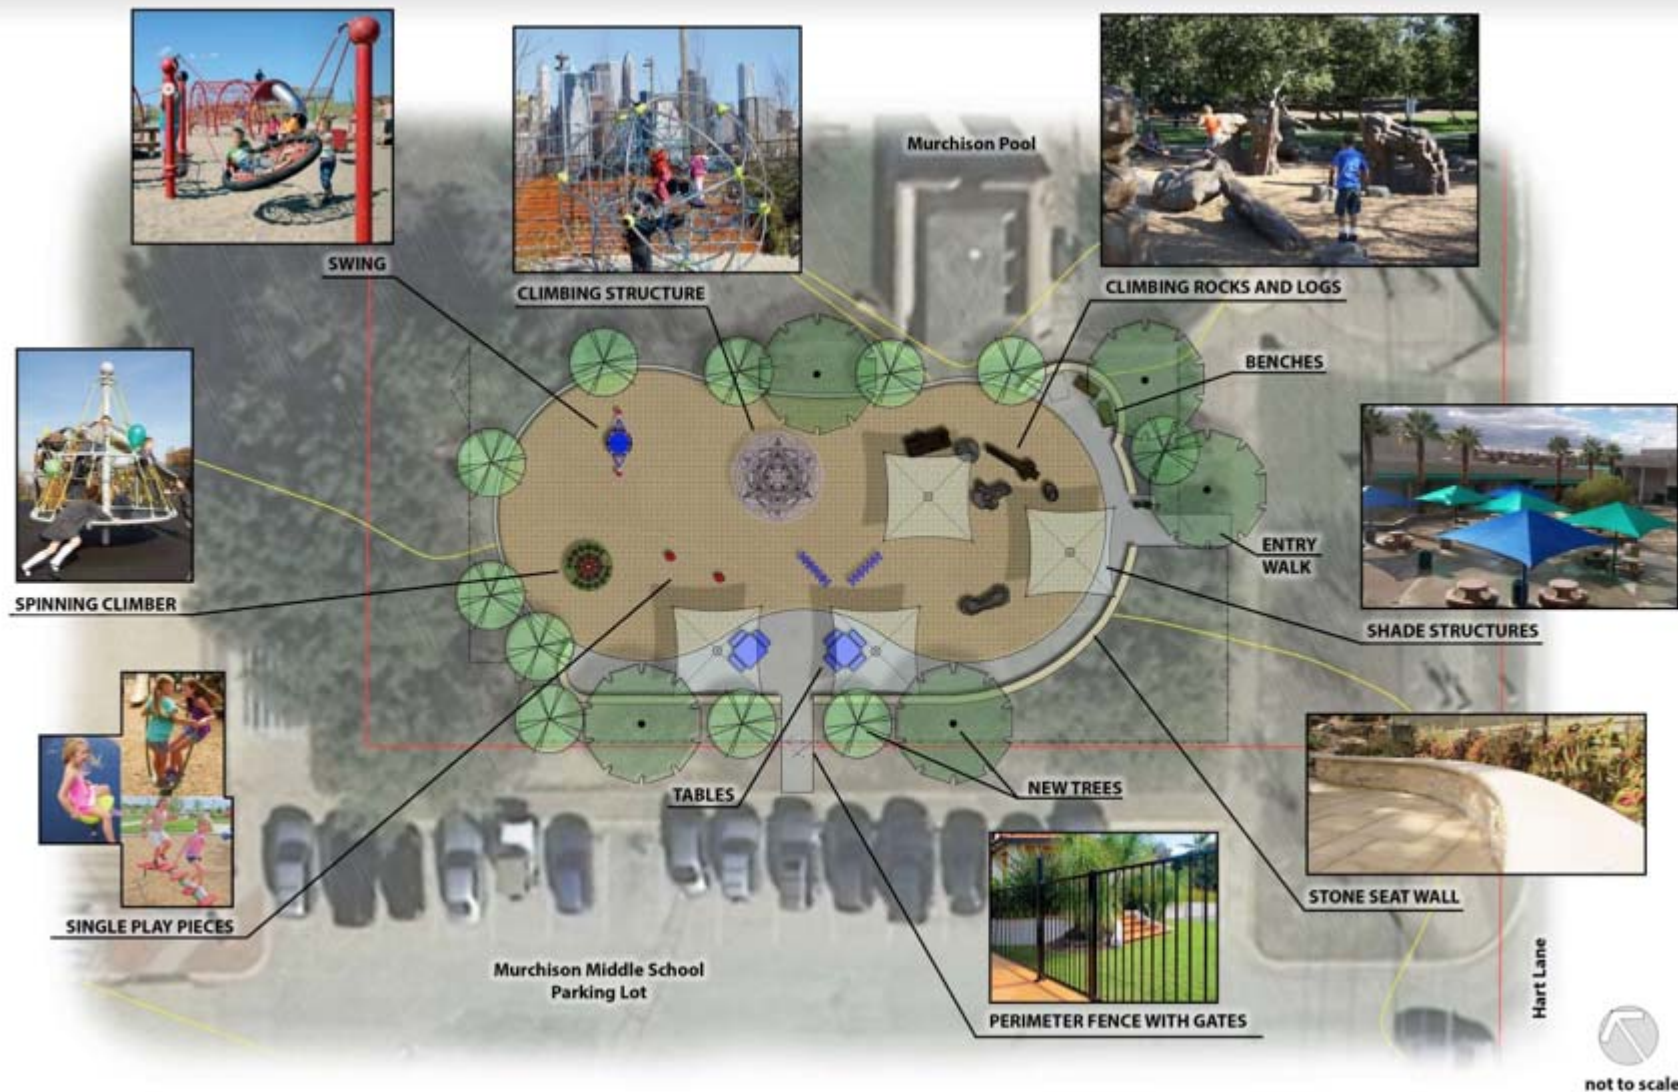 Murchison Pool
SWING
CLIMBING STRUCTURE
CLIMBING ROCKS AND LOGS
BENCHES
ENTRY
WALK
SPINNING CLIMBER
SHADE STRUCTURES
TABLES
NEW TREES
STONE SEAT WALL
SINGLE PLAY PIECES
Murchison Middle School
Parking Lot
PERIMETER FENCE WITH GATES
Hart Lane
not to scale